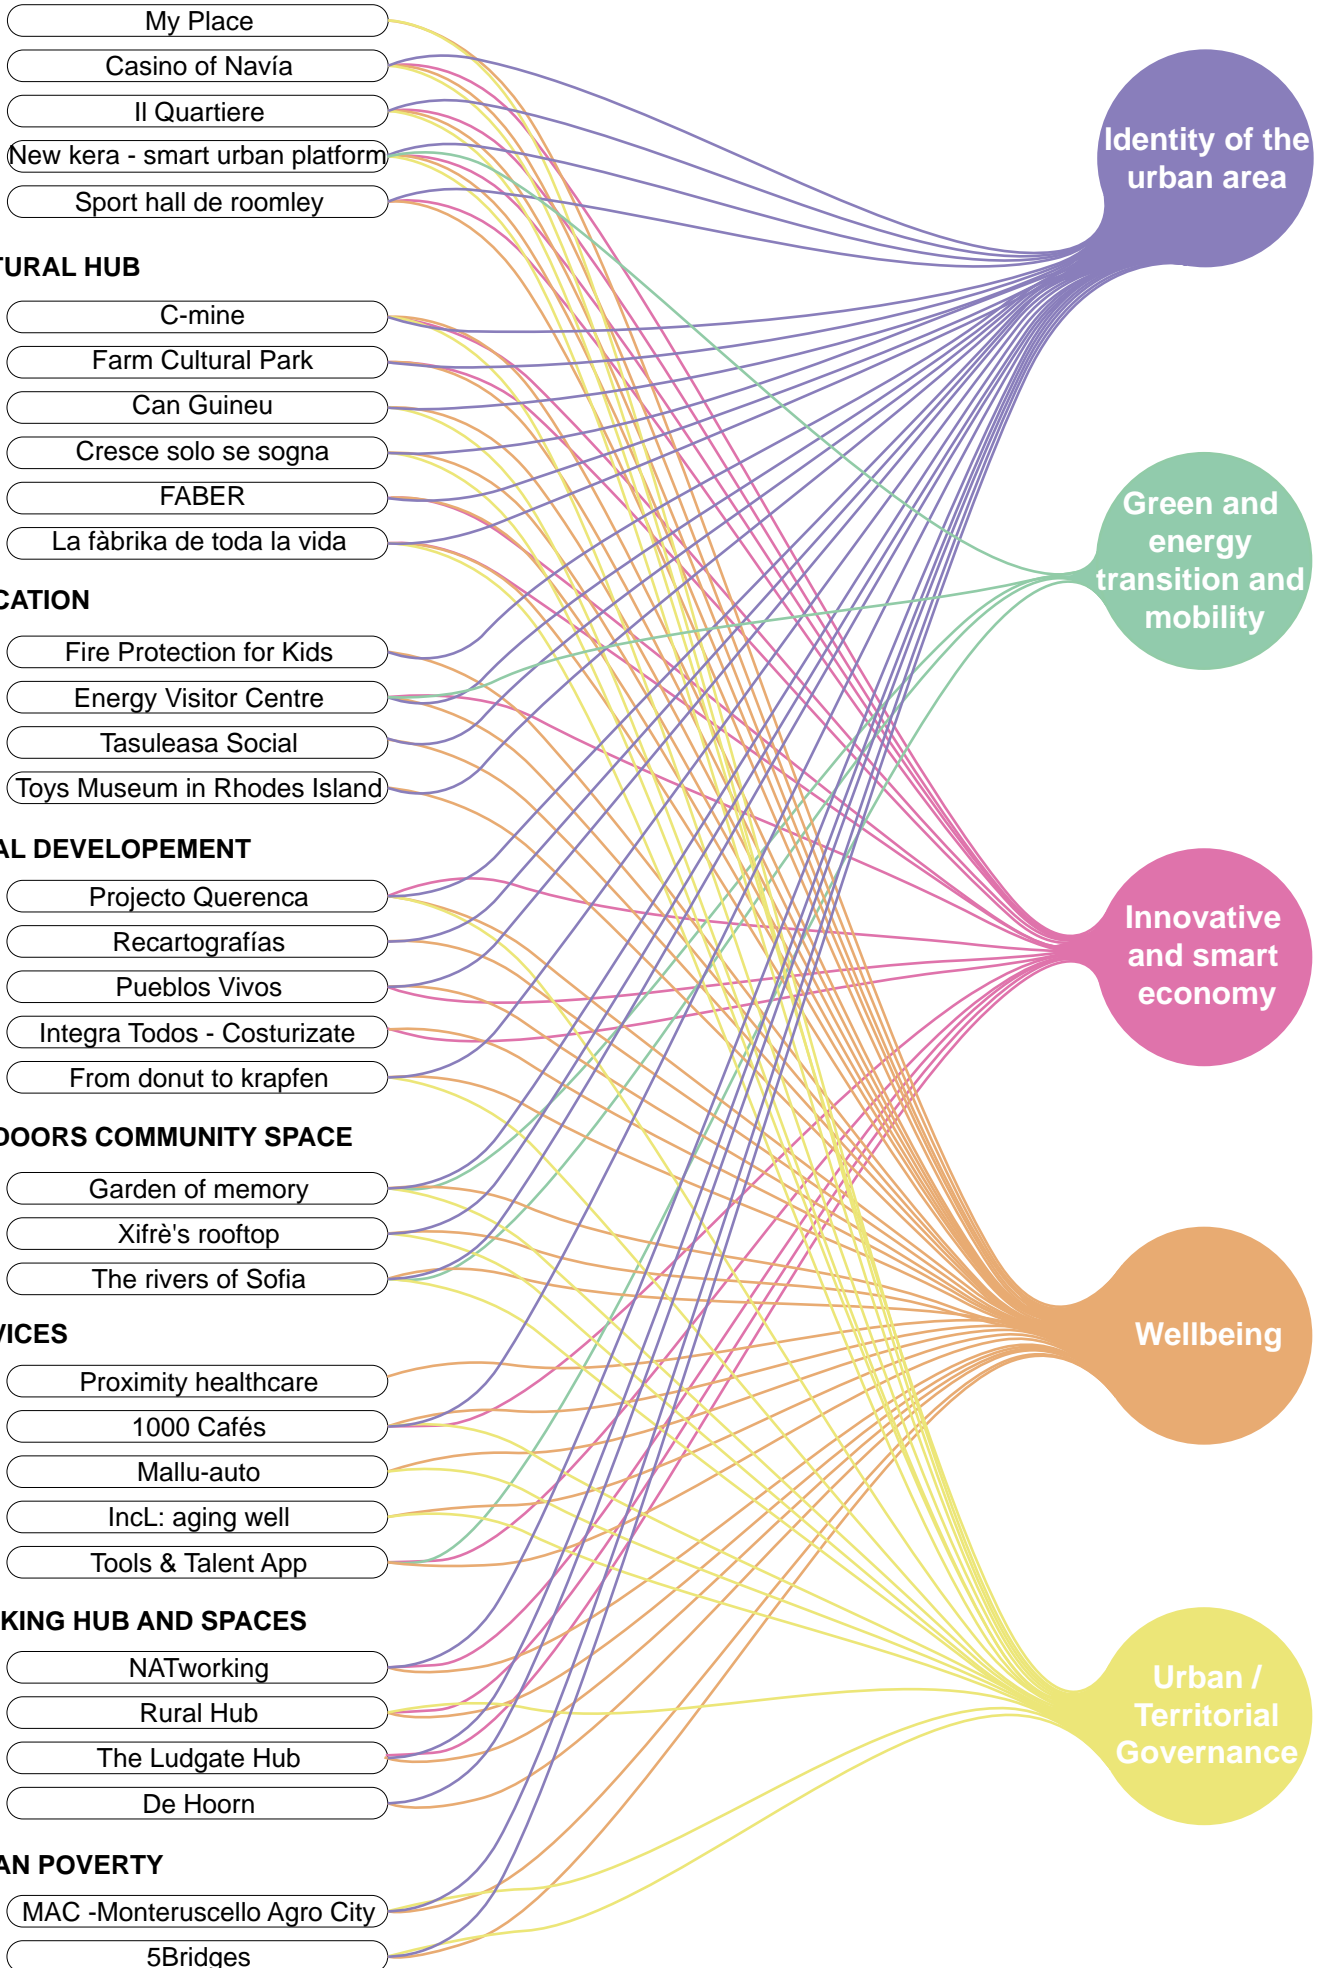 My Place
Casino of Navía
Il Quartiere
New kera - smart urban platform
Sport hall de roomley
TURAL HUB
C-mine
Farm Cultural Park
Can Guineu
Cresce solo se sogna
FABER
La fàbrika de toda la vida
CATION
Fire Protection for Kids
Energy Visitor Centre
Tasuleasa Social
Toys Museum in Rhodes Island
AL DEVELOPEMENT
Projecto Querenca
Recartografías
Pueblos Vivos
Integra Todos - Costurizate
From donut to krapfen
DOORS COMMUNITY SPACE
Garden of memory
Xifrè's rooftop
The rivers of Sofia
VICES
Proximity healthcare
1000 Cafés
Mallu-auto
IncL: aging well
Tools & Talent App
KING HUB AND SPACES
NATworking
Rural Hub
The Ludgate Hub
De Hoorn
AN POVERTY
MAC -Monteruscello Agro City
5Bridges
Identity of the
urban area
Green and
energy
transition and
mobility
Innovative
and smart
economy
Wellbeing
Urban /
Territorial
Governance